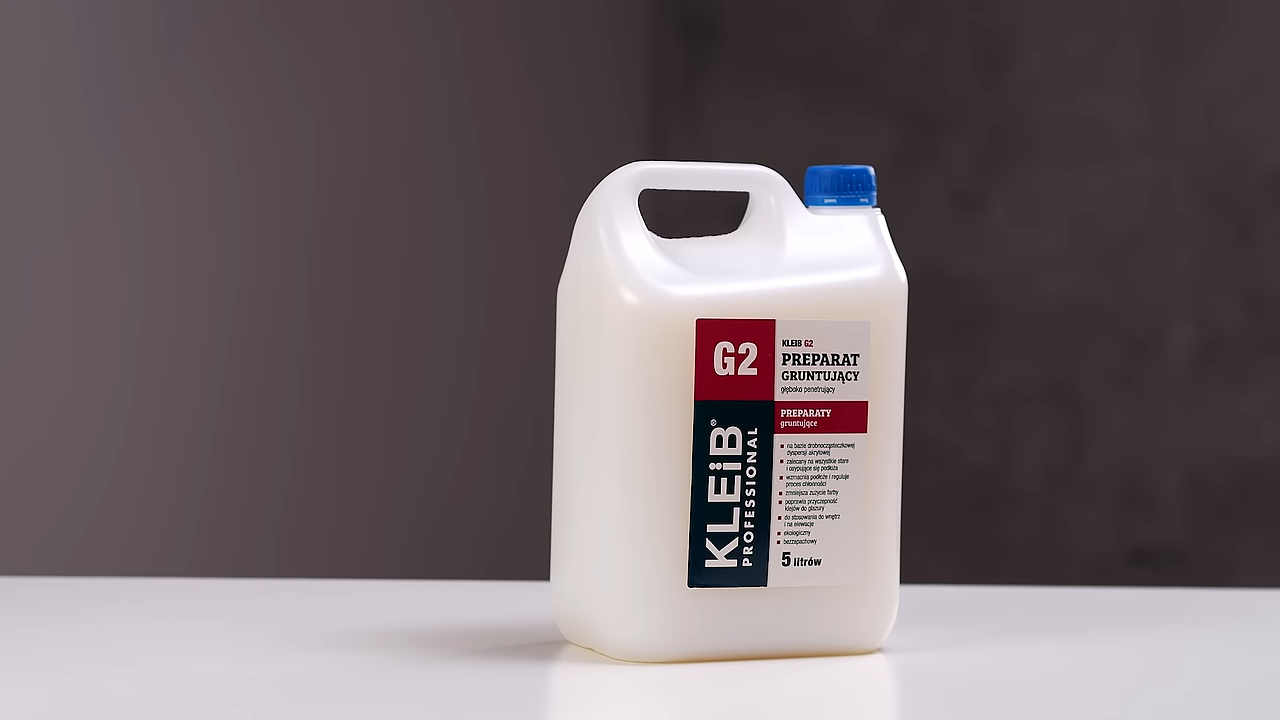 G2
KLEiB®
PROFESSIONAL
KLEIB G2
PREPARAT
GRUNTUJĄCY
głęboko penetrujący
PREPARATY
gruntujące
na bazie drobnocząsteczkowej
dyspersji akrylowej
zalecany na wszystkie stare
i osypujące się podłoża
wzmacnia podłoże i reguluje
proces chłonności
zmniejsza zużycie farby
poprawia przyczepność
klejów do glazury
do stosowania do wnętrz
i na elewacje
ekologiczny
bezzapachowy
5 litrów